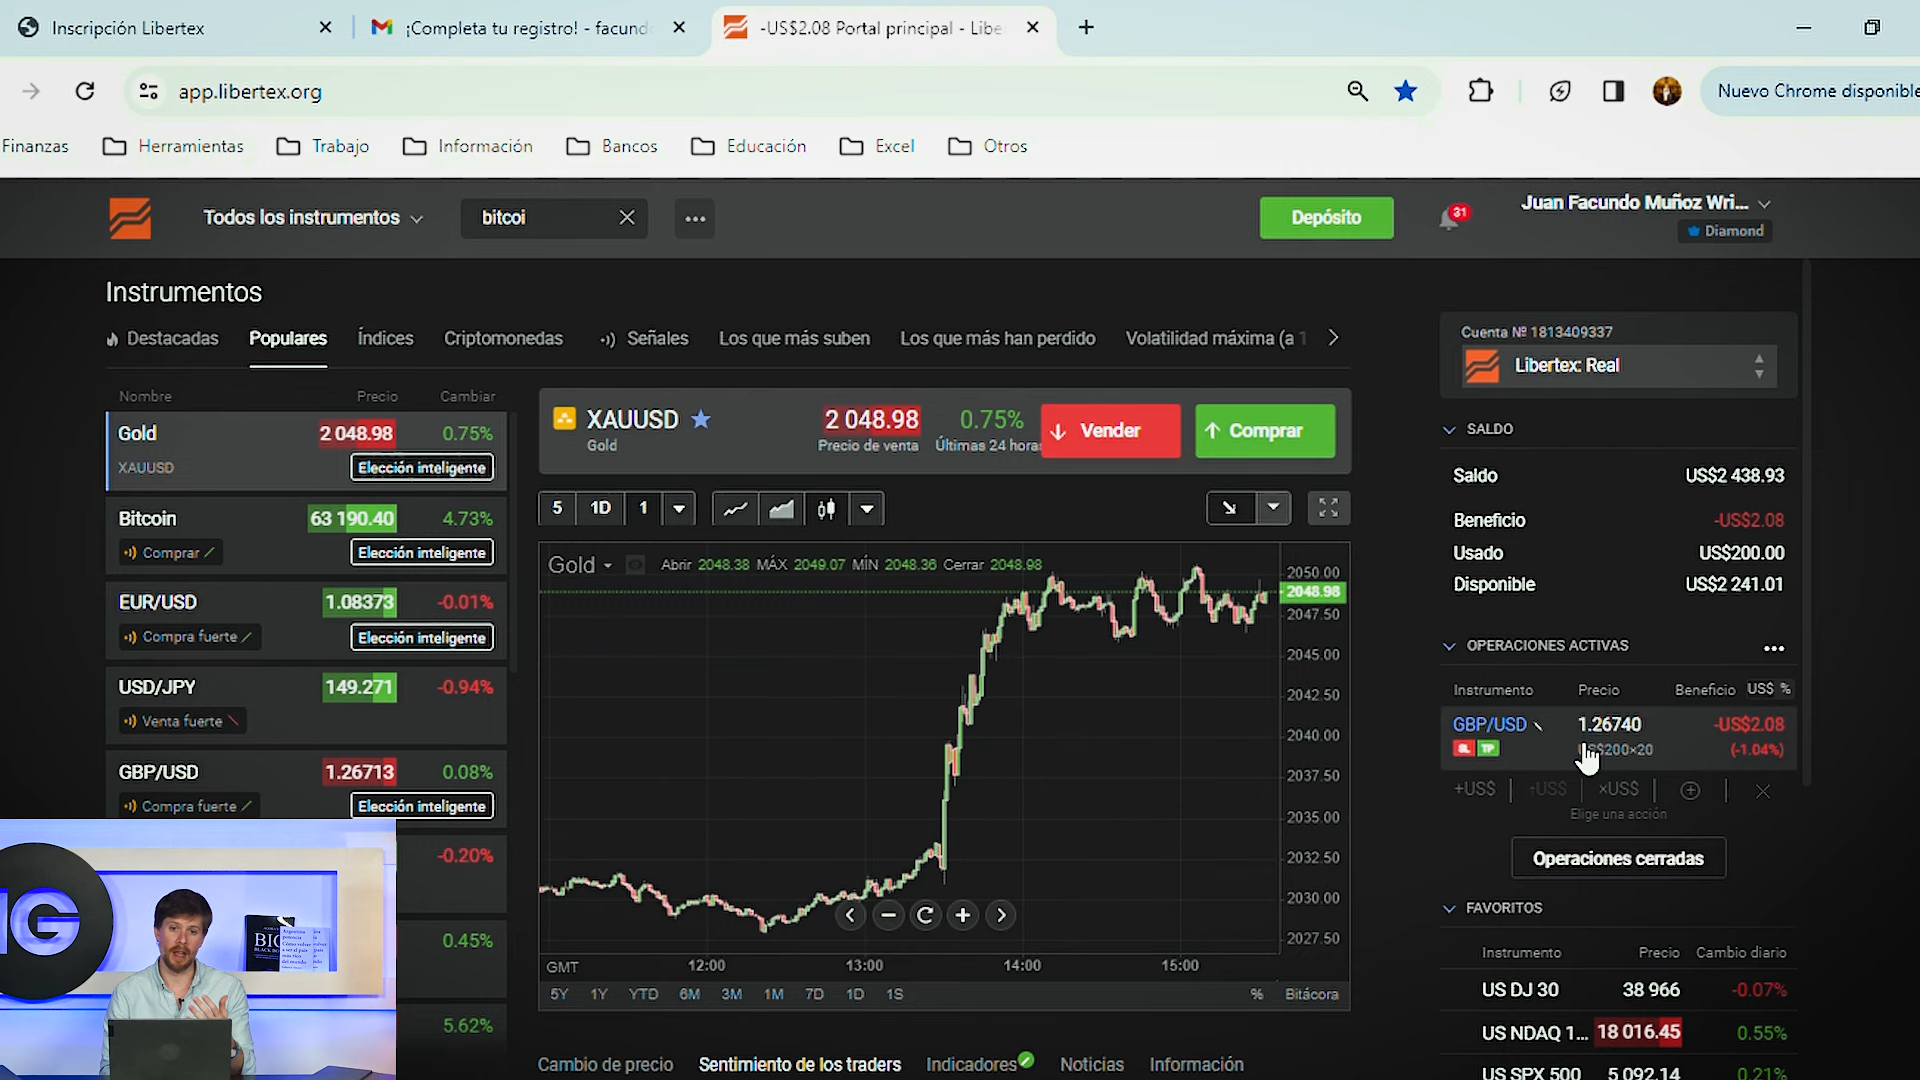 Inscripción Libertex
¡Completa tu registro! - facund
-US$2.08 Portal principal - Libe
app.libertex.org
Nuevo Chrome disponible
Finanzas
Herramientas
Trabajo
Información
Bancos
Educación
Excel
Otros
Todos los instrumentos
bitcoi
Depósito
31
Juan Facundo Muñoz Wri...
Diamond
Instrumentos
Destacadas
Populares
Índices
Criptomonedas
Señales
Los que más suben
Los que más han perdido
Volatilidad máxima (a 1
Nombre Precio Cambiar
Gold 2 048.98 0.75%
XAUUSD Elección inteligente
Bitcoin 63 190.40 4.73%
Comprar Elección inteligente
EUR/USD 1.08373 -0.01%
Compra fuerte Elección inteligente
USD/JPY 149.271 -0.94%
Venta fuerte
GBP/USD 1.26713 0.08%
Compra fuerte Elección inteligente
-0.20%
0.45%
5.62%
XAUUSD 2 048.98 0.75%
Gold Precio de venta Últimas 24 horas
Vender
Comprar
5 1D 1
Gold Abrir 2048.38 MÁX 2049.07 MÍN 2048.36 Cerrar 2048.98
2050.00
2048.98
2047.50
2045.00
2042.50
2040.00
2037.50
2035.00
2032.50
2030.00
2027.50
GMT 12:00 13:00 14:00 15:00
5Y 1Y YTD 6M 3M 1M 7D 1D 1S % Bitácora
Cambio de precio
Sentimiento de los traders
Indicadores
Noticias
Información
Cuenta № 1813409337
Libertex: Real
SALDO
Saldo US$2 438.93
Beneficio -US$2.08
Usado US$200.00
Disponible US$2 241.01
OPERACIONES ACTIVAS
Instrumento Precio Beneficio US$ %
GBP/USD 1.26740 -US$2.08
SL TP US$200×20 (-1.04%)
+US$ ↑US$ ×US$
Elige una acción
Operaciones cerradas
FAVORITOS
Instrumento Precio Cambio diario
US DJ 30 38 966 -0.07%
US NDAQ 1... 18 016.45 0.55%
US SPX 500 5 092.14 0.21%